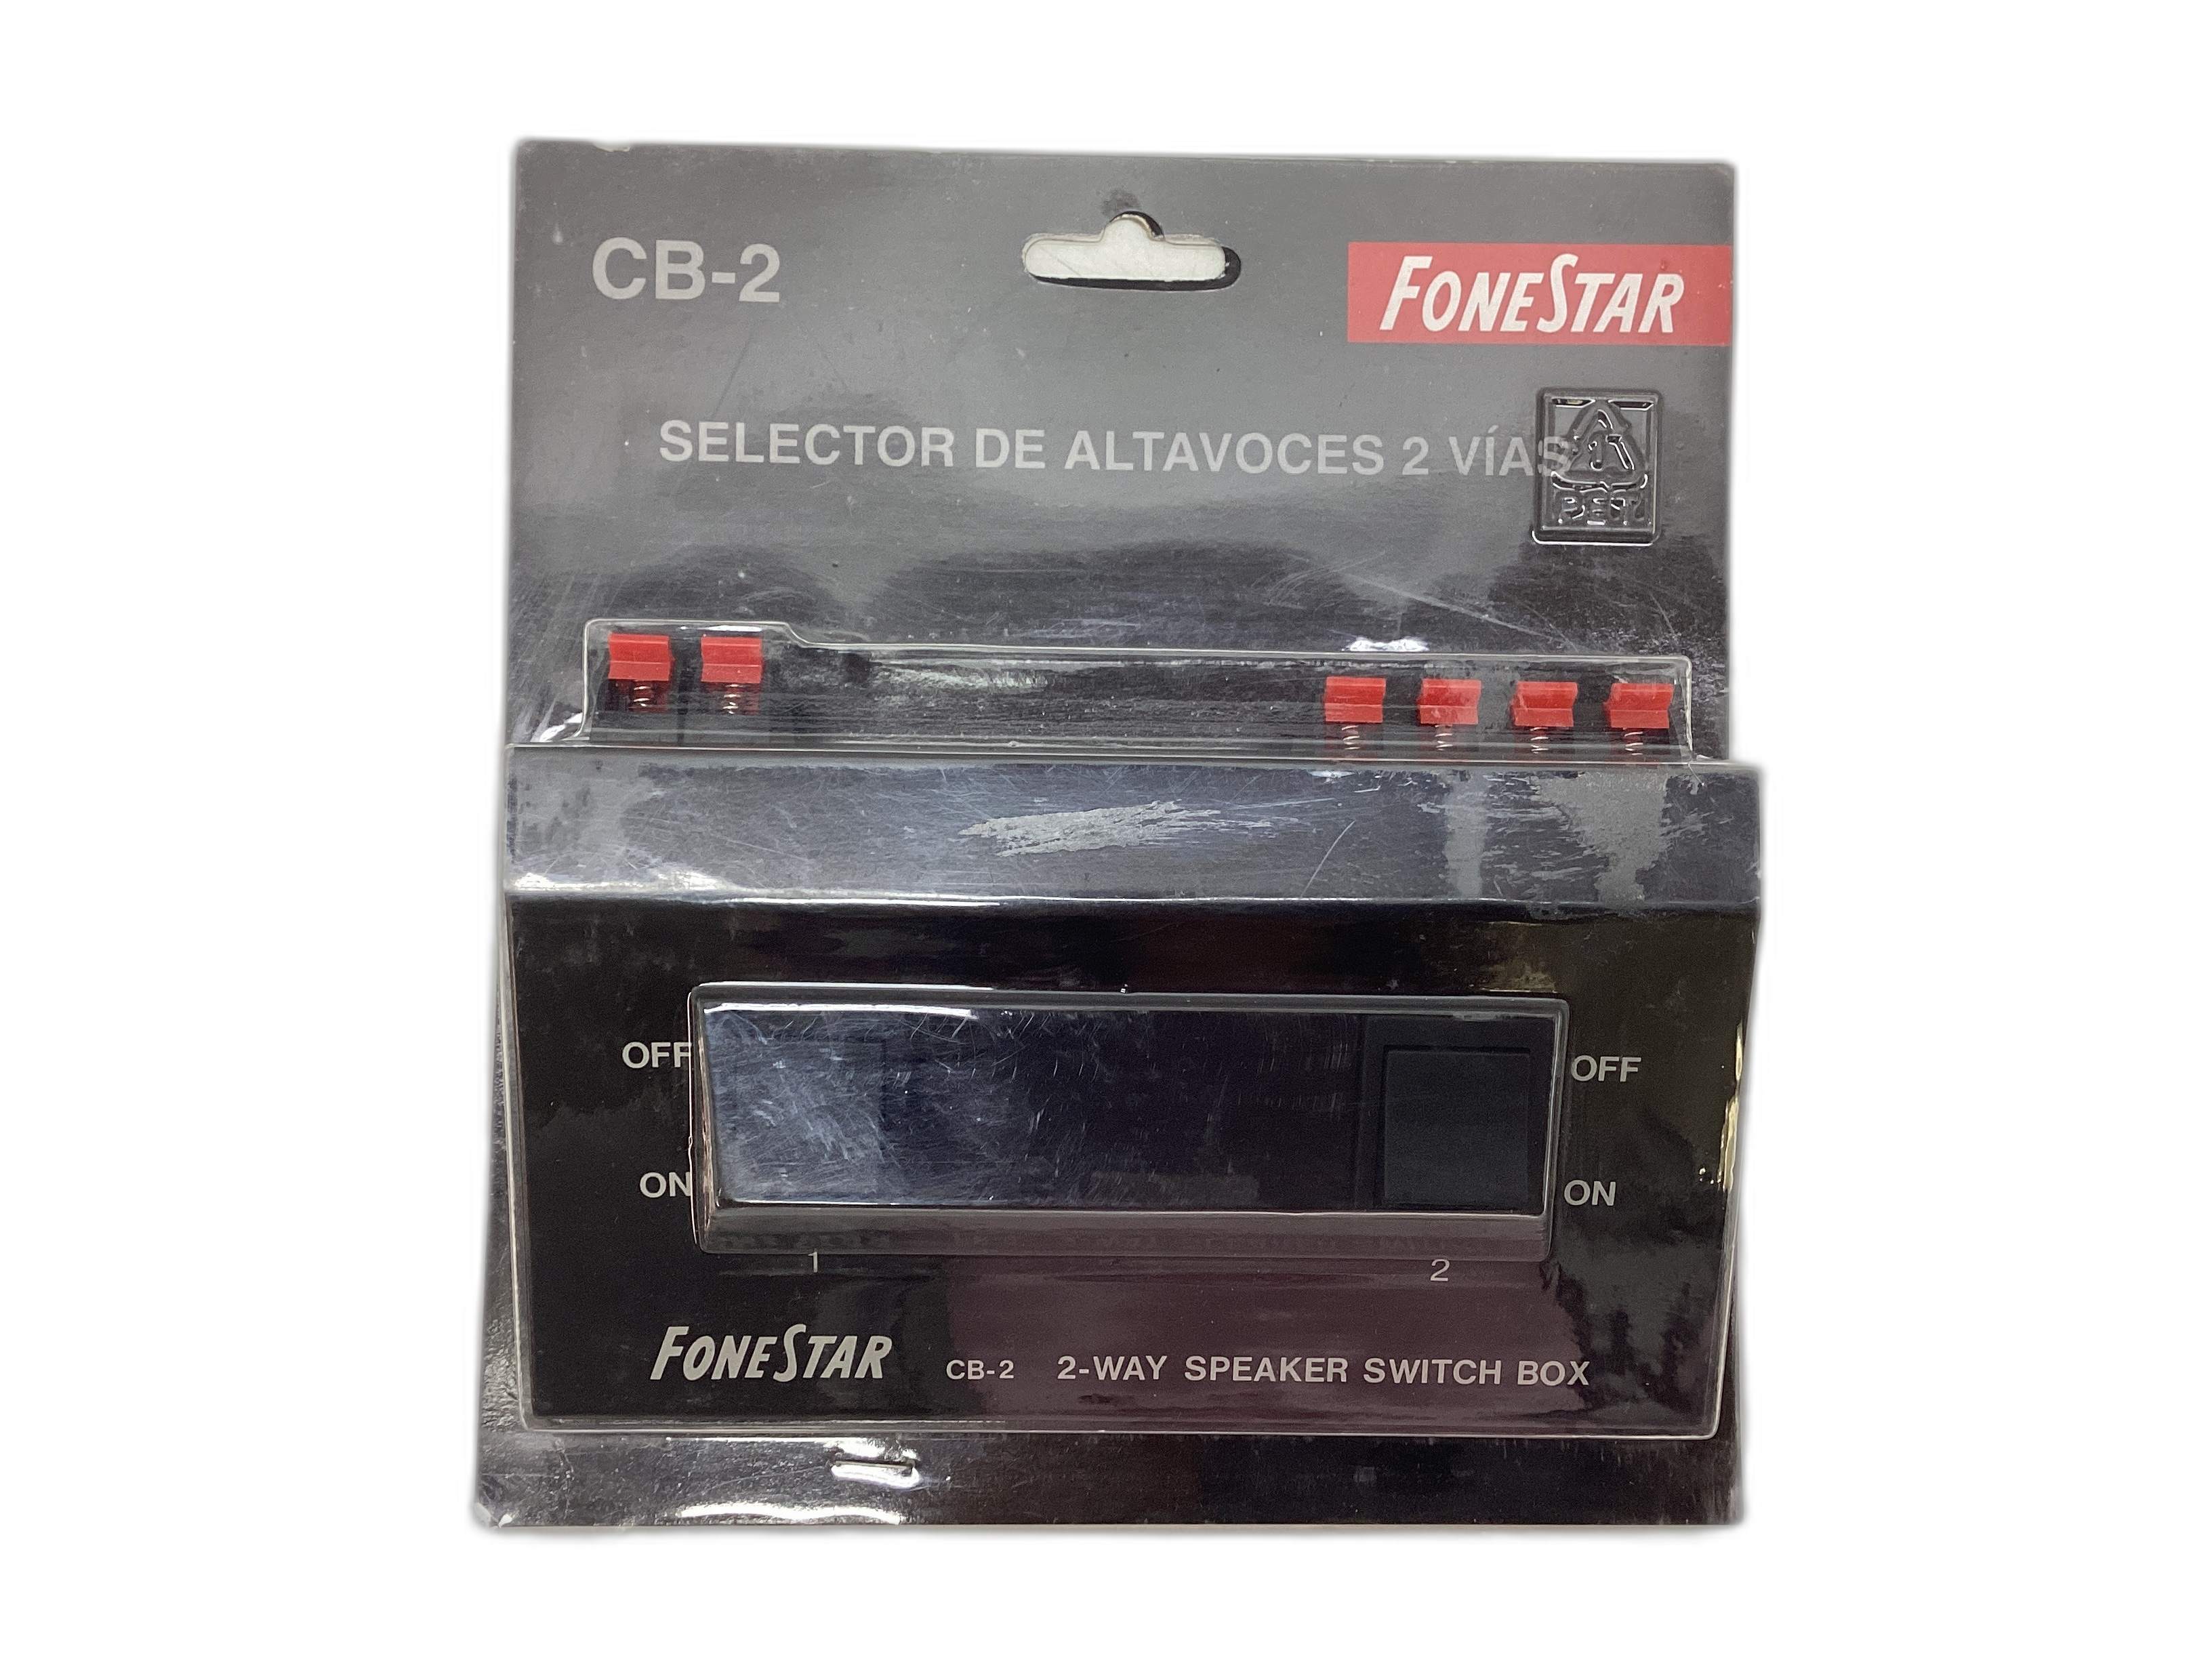 CB-2
FONESTAR
SELECTOR DE ALTAVOCES 2 VÍAS
1
PET
OFF
OFF
ON
ON
1
2
FONESTAR CB-2 2-WAY SPEAKER SWITCH BOX